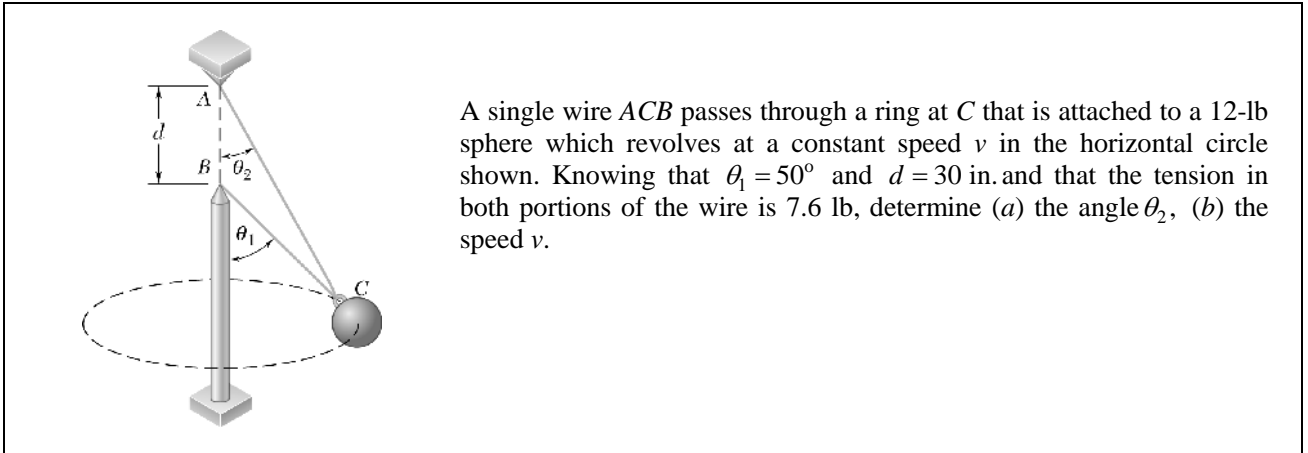 A
d
B θ₂
θ₁
C
A single wire ACB passes through a ring at C that is attached to a 12-lb
sphere which revolves at a constant speed v in the horizontal circle
shown. Knowing that θ₁ = 50° and d = 30 in. and that the tension in
both portions of the wire is 7.6 lb, determine (a) the angle θ₂, (b) the
speed v.